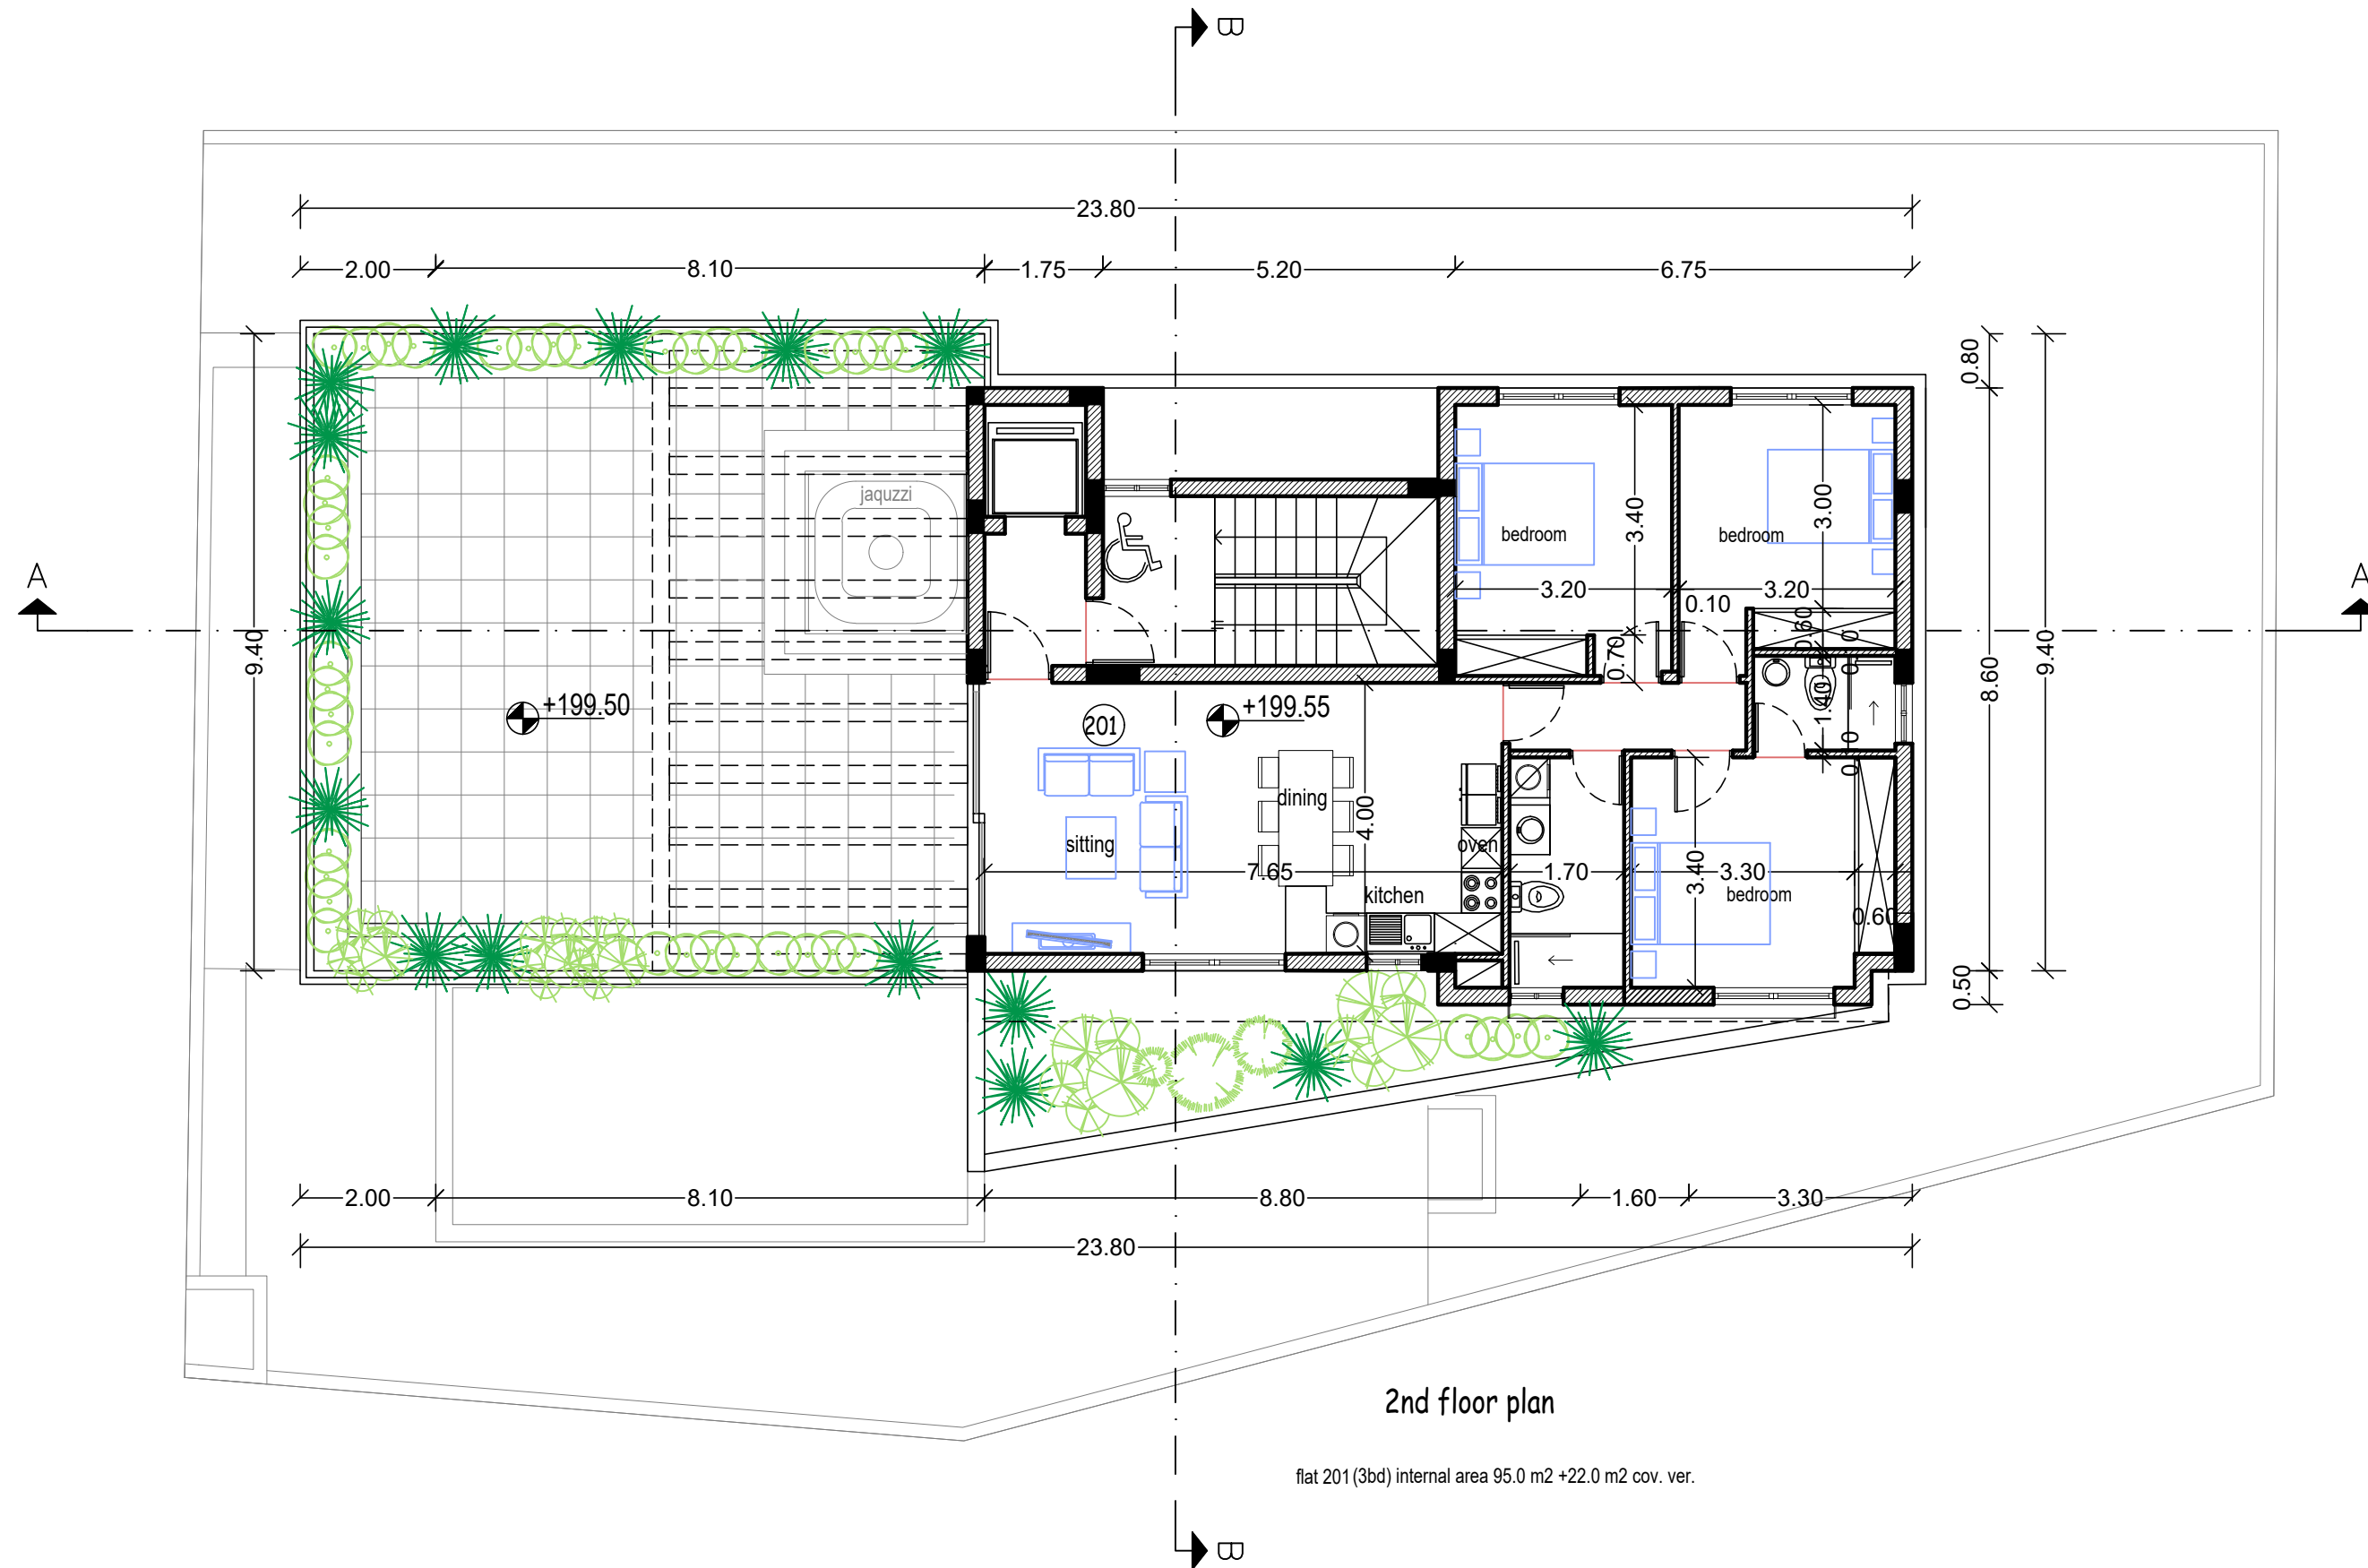 B
23.80
2.00 8.10 1.75 5.20 6.75
0.80
jaquzzi
bedroom 3.40 bedroom 3.00
A A
3.20 0.10 3.20
0.60
0.70
9.40 8.60 9.40
+199.50 201 +199.55
1.40
dining
sitting 4.00 oven
7.65 1.70 3.40 3.30
kitchen bedroom
0.60
0.50
2.00 8.10 8.80 1.60 3.30
23.80
2nd floor plan
flat 201 (3bd) internal area 95.0 m2 +22.0 m2 cov. ver.
B